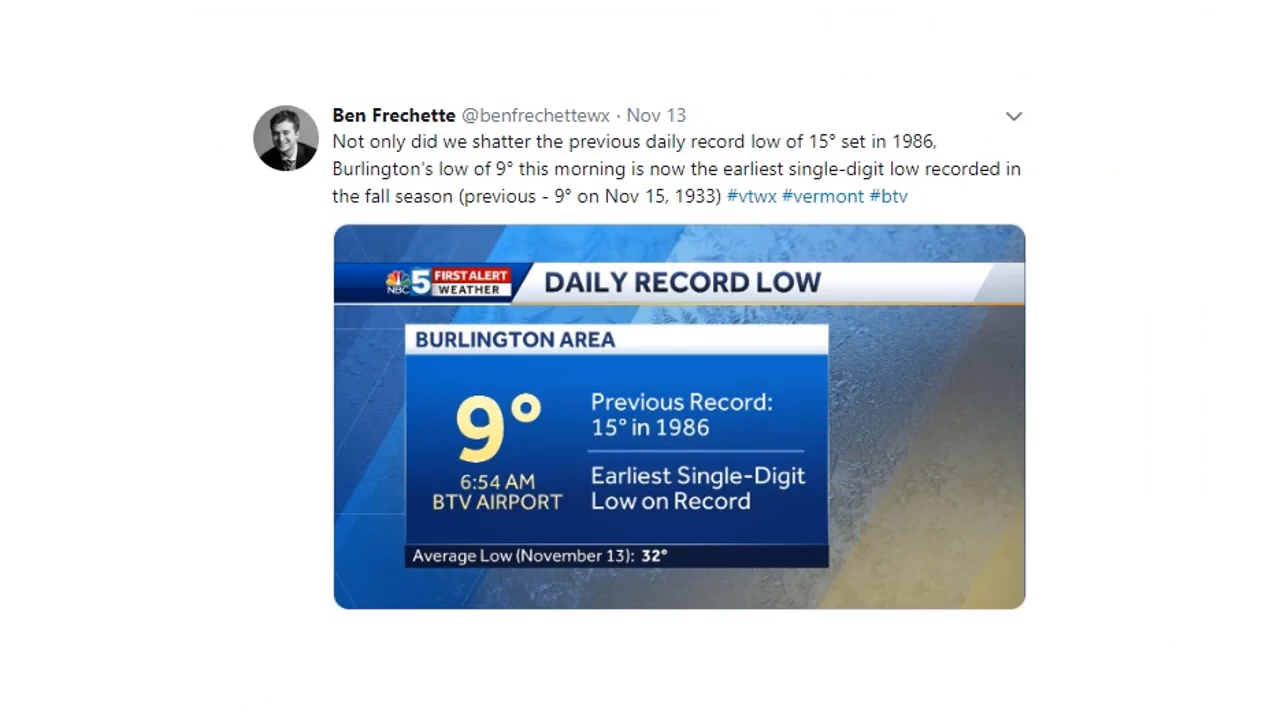 Ben Frechette @benfrechettewx · Nov 13
Not only did we shatter the previous daily record low of 15° set in 1986,
Burlington's low of 9° this morning is now the earliest single-digit low recorded in
the fall season (previous - 9° on Nov 15, 1933) #vtwx #vermont #btv
NBC 5 FIRST ALERT
WEATHER
DAILY RECORD LOW
BURLINGTON AREA
9°
6:54 AM
BTV AIRPORT
Previous Record:
15° in 1986
Earliest Single-Digit
Low on Record
Average Low (November 13): 32°